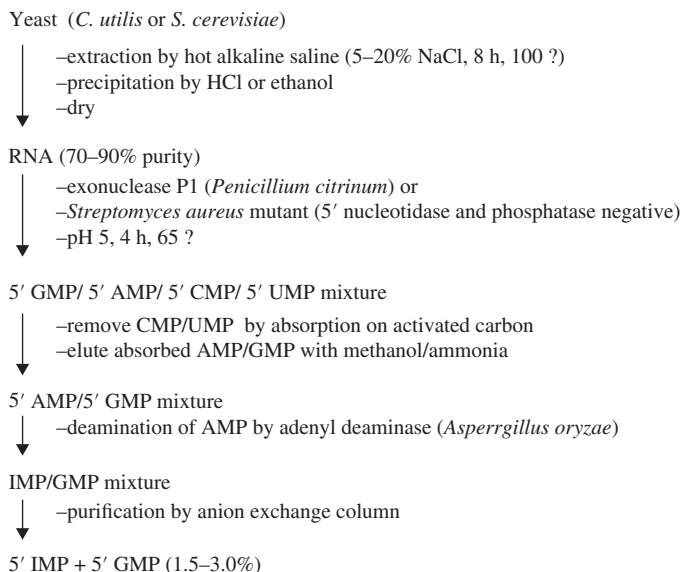 Yeast (C. utilis or S. cerevisiae)
–extraction by hot alkaline saline (5–20% NaCl, 8 h, 100 ?)
–precipitation by HCl or ethanol
–dry
RNA (70–90% purity)
–exonuclease P1 (Penicillium citrinum) or
–Streptomyces aureus mutant (5′ nucleotidase and phosphatase negative)
–pH 5, 4 h, 65 ?
5′ GMP/ 5′ AMP/ 5′ CMP/ 5′ UMP mixture
–remove CMP/UMP by absorption on activated carbon
–elute absorbed AMP/GMP with methanol/ammonia
5′ AMP/5′ GMP mixture
–deamination of AMP by adenyl deaminase (Asperrgillus oryzae)
IMP/GMP mixture
–purification by anion exchange column
5′ IMP + 5′ GMP (1.5–3.0%)